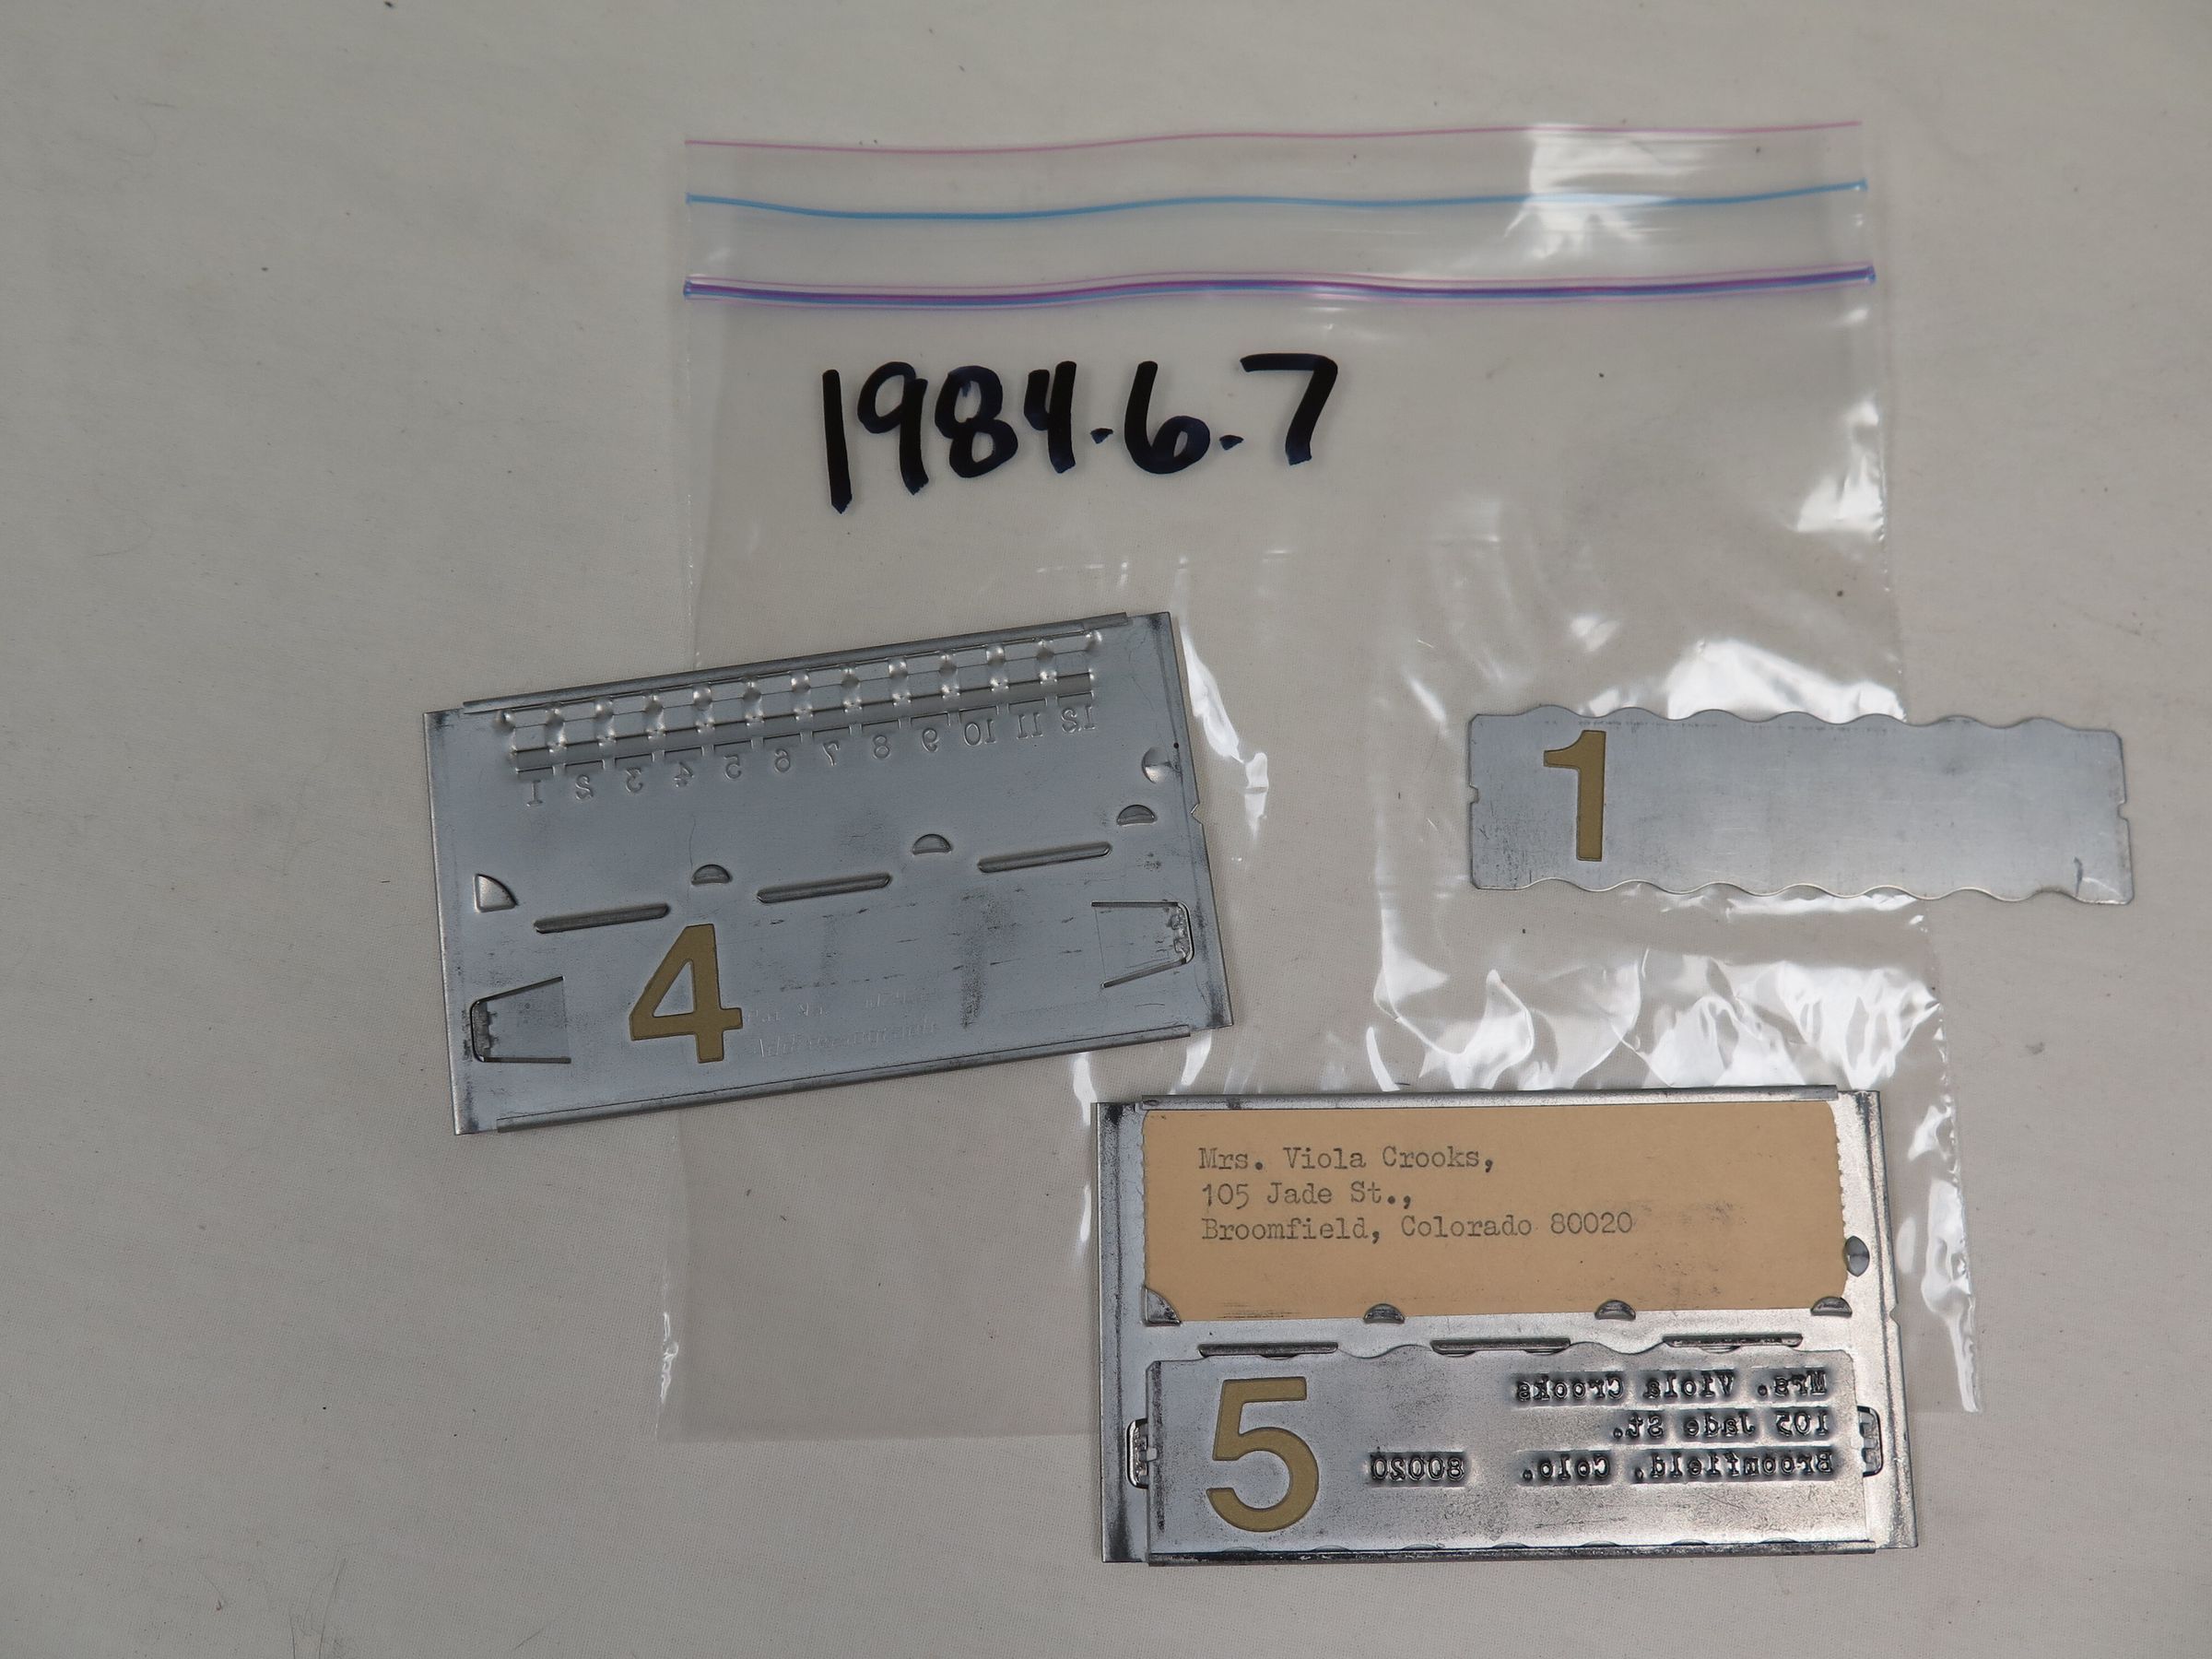 1984.6.7
1 2 3 4 5 6 7 8 9 10 11 12
4
1
Mrs. Viola Crooks,
105 Jade St.,
Broomfield, Colorado 80020
5
Mrs. Viola Crooks
105 Jade St.
Broomfield, Colo. 80020